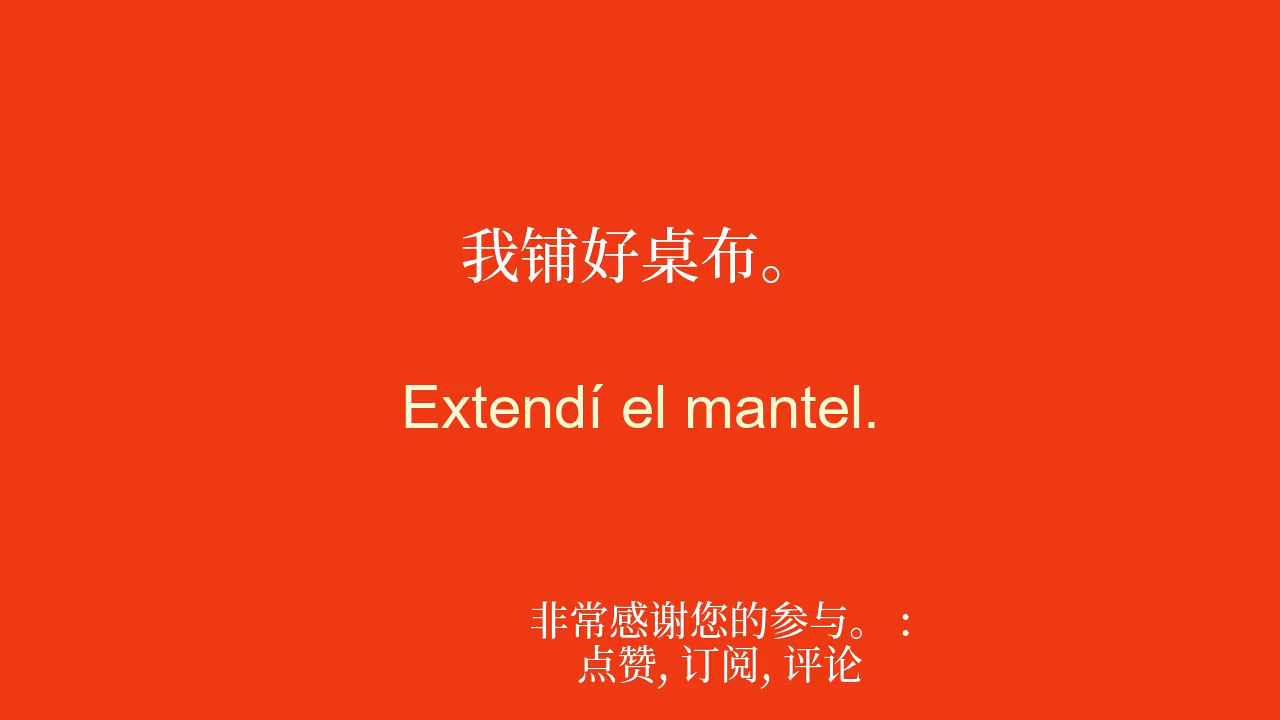 我铺好桌布。
Extendí el mantel.
非常感谢您的参与。 :
点赞, 订阅, 评论